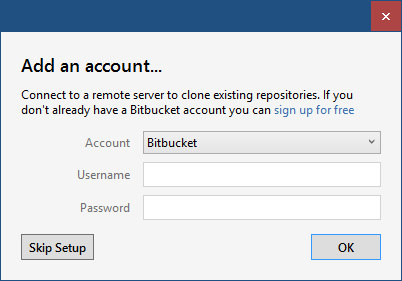 Add an account...
Connect to a remote server to clone existing repositories. If you
don't already have a Bitbucket account you can sign up for free
Account Bitbucket
Username
Password
Skip Setup OK